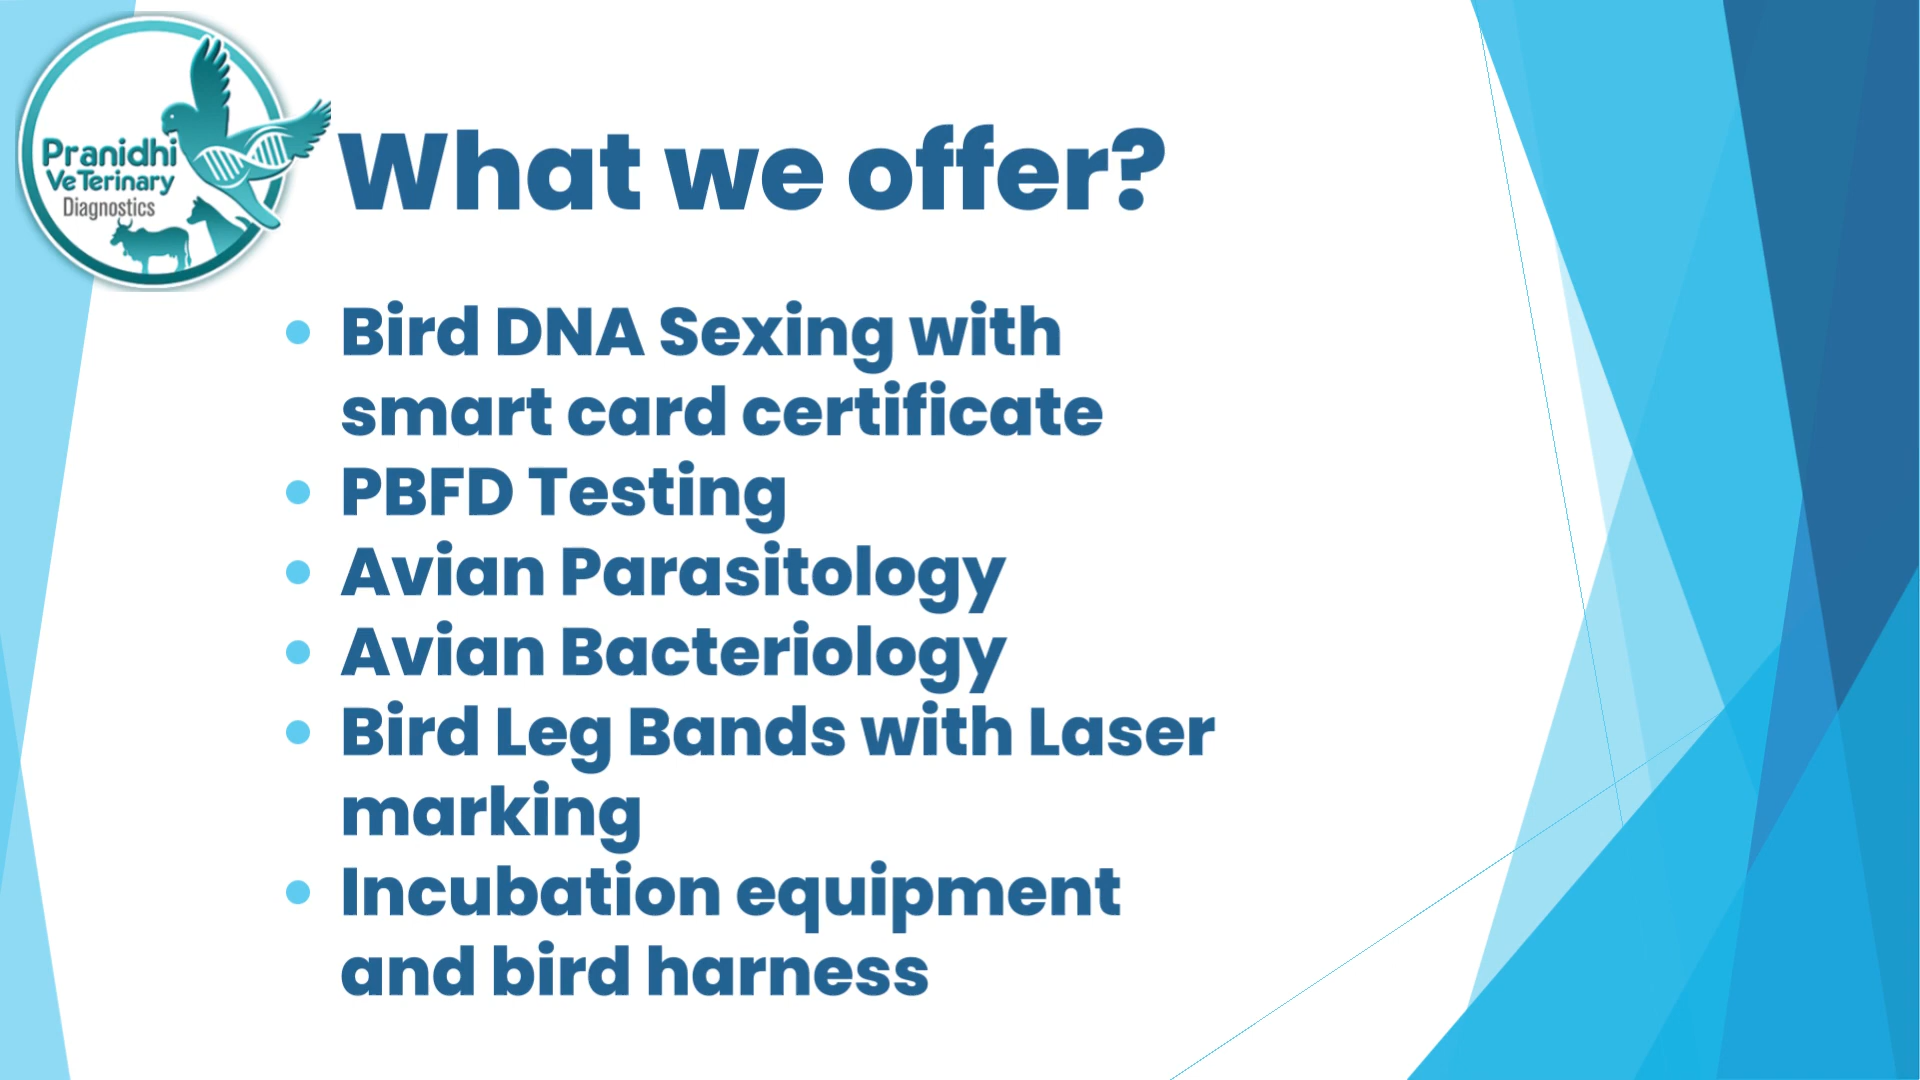 Pranidhi
VeTerinary
Diagnostics
What we offer?
• Bird DNA Sexing with
smart card certificate
• PBFD Testing
• Avian Parasitology
• Avian Bacteriology
• Bird Leg Bands with Laser
marking
• Incubation equipment
and bird harness